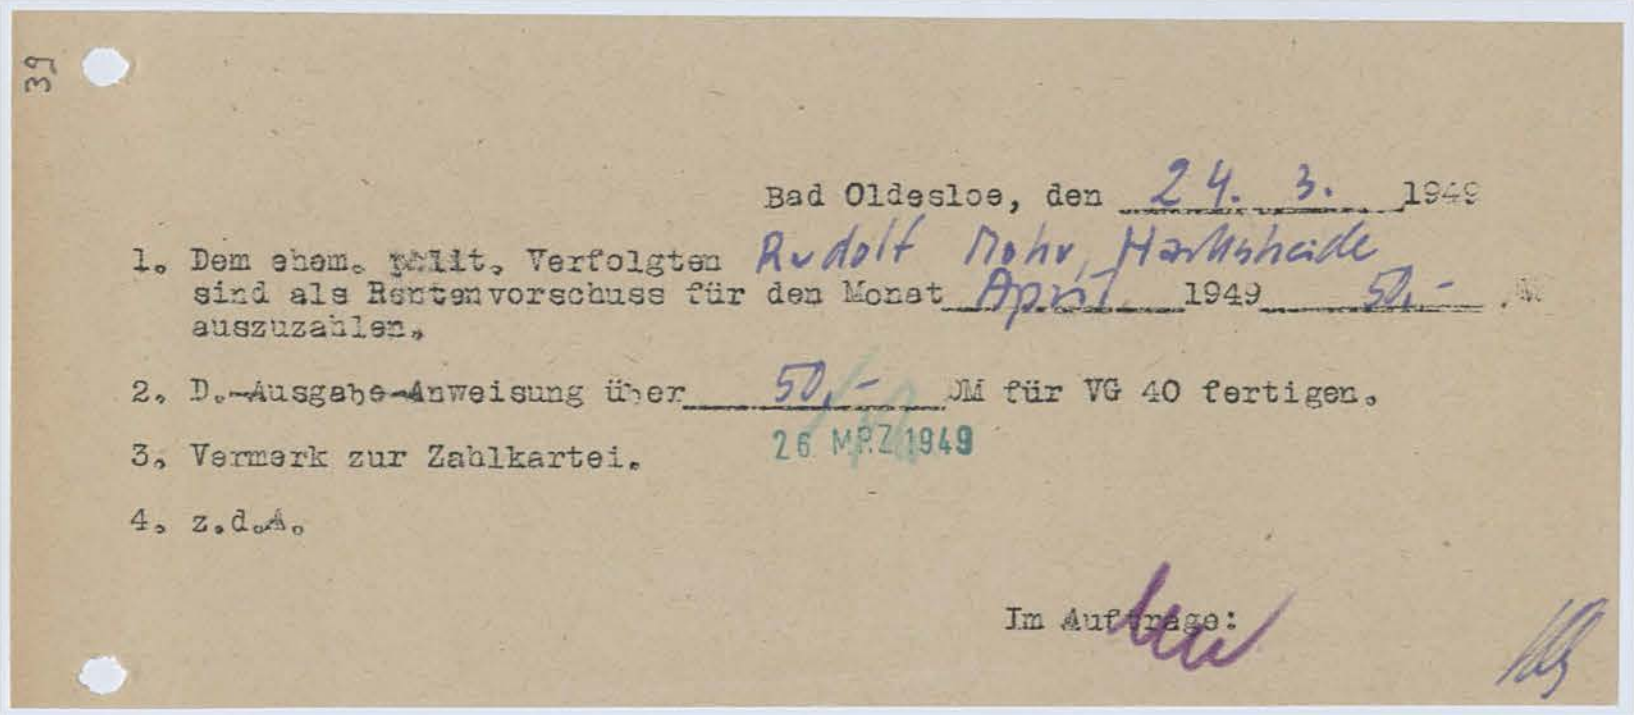 39
Bad Oldesloe, den 24. 3. 1949
1. Dem ehem. polit. Verfolgten Rudolf Mohr, Harksheide
sind als Rentenvorschuss für den Monat April 1949 50,-
auszuzahlen.
2. D.-Ausgabe-Anweisung über 50,- DM für VG 40 fertigen.
26 MRZ 1949
3. Vermerk zur Zahlkartei.
4. z.d.A.
Im Auftrage: